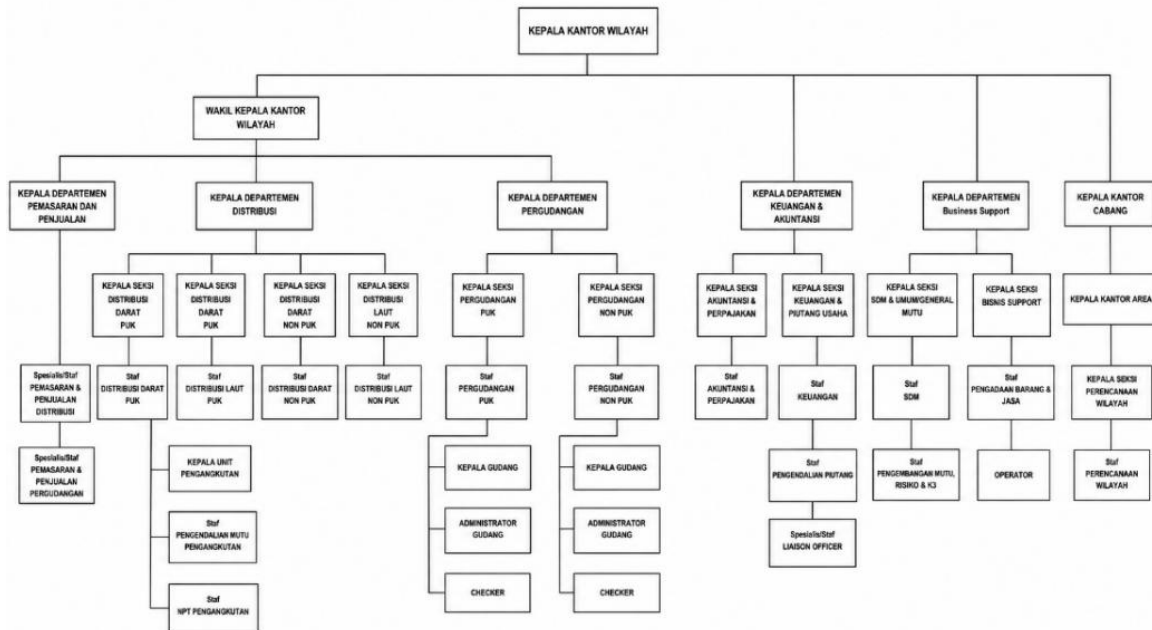 KEPALA KANTOR WILAYAH
WAKIL KEPALA KANTOR
WILAYAH
KEPALA DEPARTEMEN
PEMASARAN DAN
PENJUALAN
KEPALA DEPARTEMEN
DISTRIBUSI
KEPALA DEPARTEMEN
PERGUDANGAN
KEPALA DEPARTEMEN
KEUANGAN &
AKUNTANSI
KEPALA DEPARTEMEN
Business Support
KEPALA KANTOR
CABANG
KEPALA SEKSI
DISTRIBUSI
DARAT
PUK
KEPALA SEKSI
DISTRIBUSI
DARAT
PUK
KEPALA SEKSI
DISTRIBUSI
DARAT
NON PUK
KEPALA SEKSI
DISTRIBUSI
LAUT
NON PUK
KEPALA SEKSI
PERGUDANGAN
PUK
KEPALA SEKSI
PERGUDANGAN
NON PUK
KEPALA SEKSI
AKUNTANSI &
PERPAJAKAN
KEPALA SEKSI
KEUANGAN &
PIUTANG USAHA
KEPALA SEKSI
SDM & UMUM/GENERAL
MUTU
KEPALA SEKSI
BISNIS SUPPORT
KEPALA KANTOR AREA
Spesialis/Staf
PEMASARAN &
PENJUALAN
DISTRIBUSI
Staf
DISTRIBUSI DARAT
PUK
Staf
DISTRIBUSI LAUT
PUK
Staf
DISTRIBUSI DARAT
NON PUK
Staf
DISTRIBUSI LAUT
NON PUK
Staf
PERGUDANGAN
PUK
Staf
PERGUDANGAN
NON PUK
Staf
AKUNTANSI &
PERPAJAKAN
Staf
KEUANGAN
Staf
SDM
Staf
PENGADAAN BARANG &
JASA
KEPALA SEKSI
PERENCANAAN
WILAYAH
Spesialis/Staf
PEMASARAN &
PENJUALAN
PERGUDANGAN
KEPALA UNIT
PENGANGKUTAN
KEPALA GUDANG
KEPALA GUDANG
Staf
PENGENDALIAN PIUTANG
Staf
PENGEMBANGAN MUTU,
RISIKO & K3
OPERATOR
Staf
PERENCANAAN
WILAYAH
Staf
PENGENDALIAN MUTU
PENGANGKUTAN
ADMINISTRATOR
GUDANG
ADMINISTRATOR
GUDANG
Spesialis/Staf
LIAISON OFFICER
Staf
NPT PENGANGKUTAN
CHECKER
CHECKER